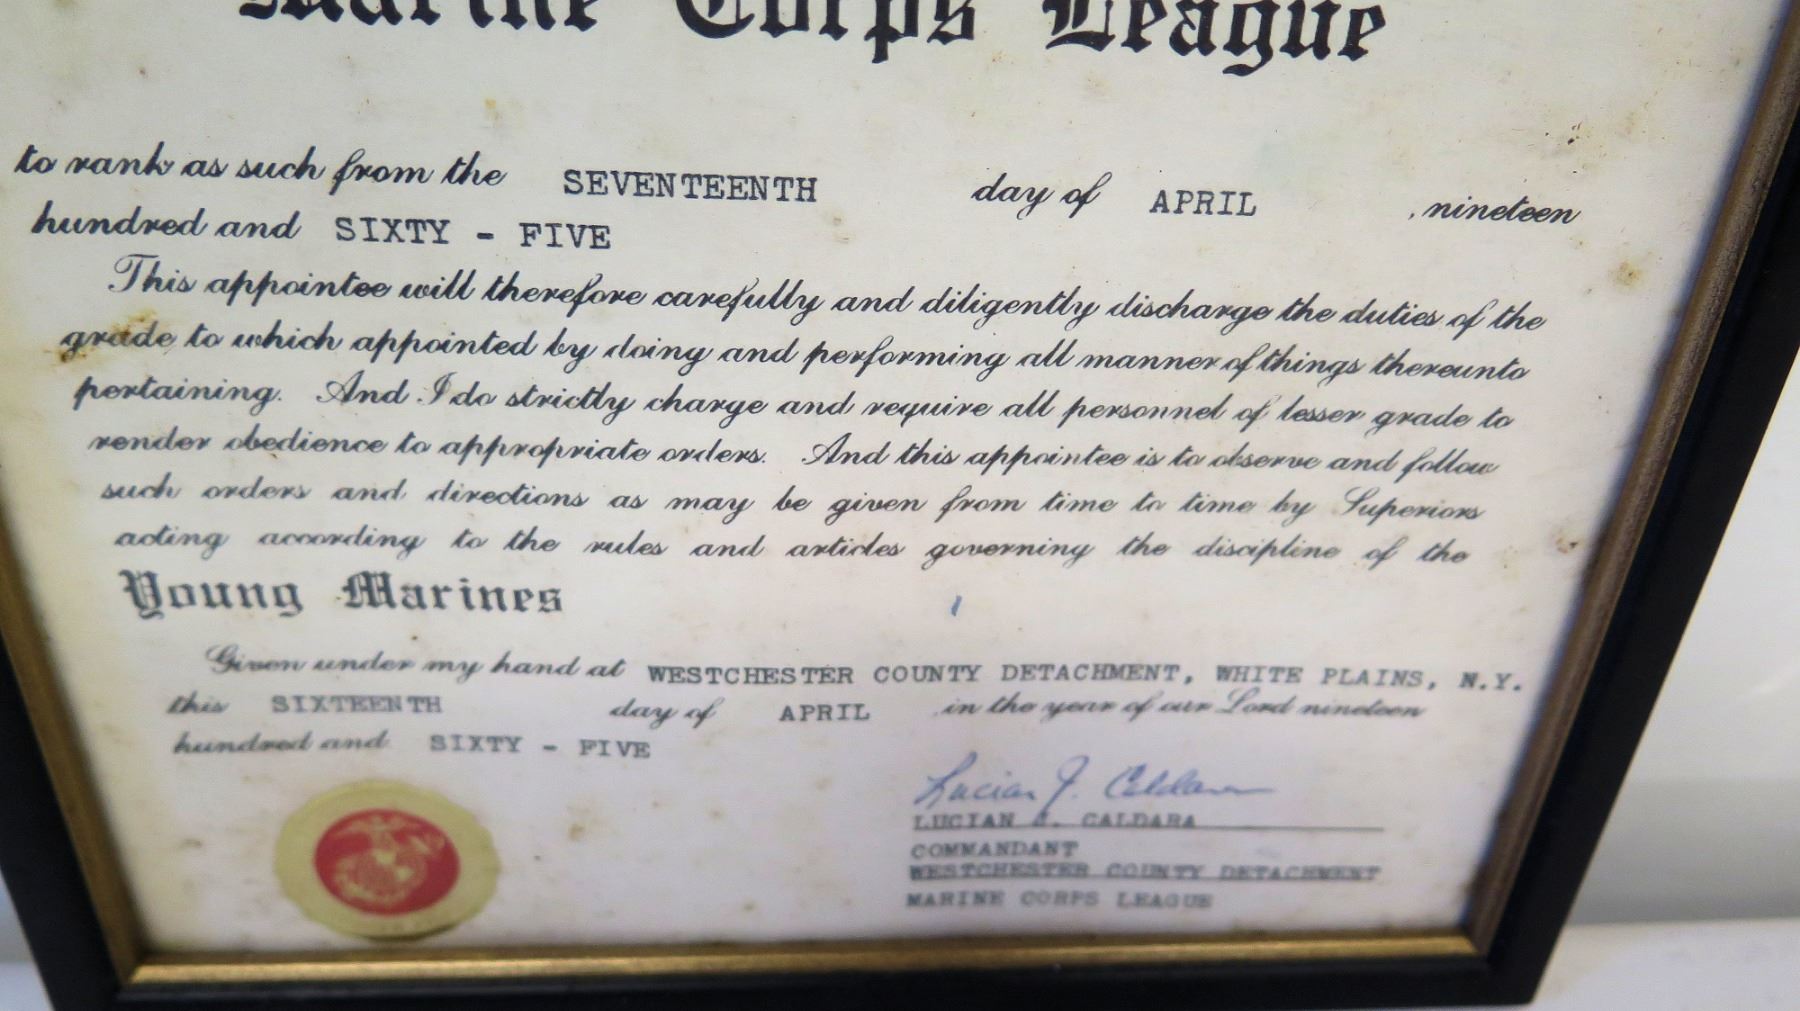 Marine Corps League
to rank as such from the SEVENTEENTH day of APRIL , nineteen
hundred and SIXTY - FIVE
This appointee will therefore carefully and diligently discharge the duties of the
grade to which appointed by doing and performing all manner of things thereunto
pertaining. And I do strictly charge and require all personnel of lesser grade to
render obedience to appropriate orders. And this appointee is to observe and follow
such orders and directions as may be given from time to time by Superiors
acting according to the rules and articles governing the discipline of the
Young Marines
Given under my hand at WESTCHESTER COUNTY DETACHMENT, WHITE PLAINS, N.Y.
this SIXTEENTH day of APRIL , in the year of our Lord nineteen
hundred and SIXTY - FIVE
Lucian J. Caldara
LUCIAN J. CALDARA
COMMANDANT
WESTCHESTER COUNTY DETACHMENT
MARINE CORPS LEAGUE